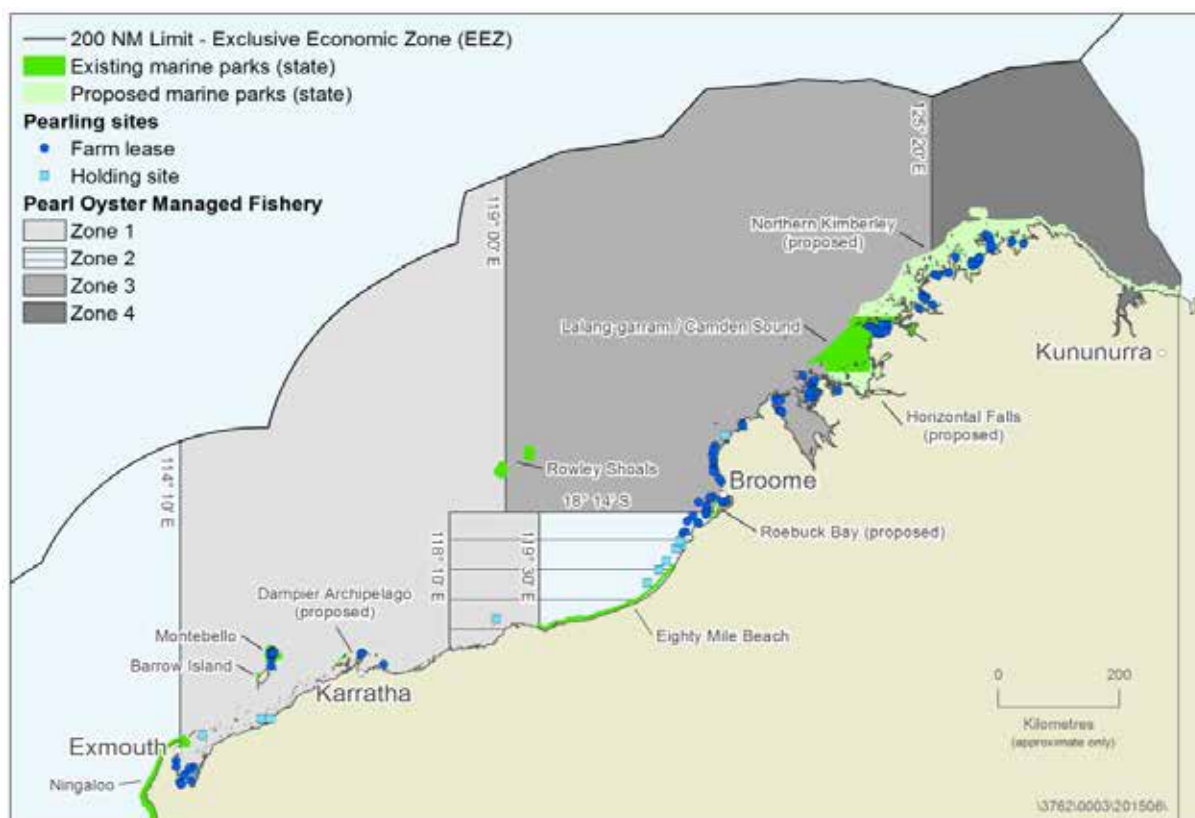 200 NM Limit - Exclusive Economic Zone (EEZ)
Existing marine parks (state)
Proposed marine parks (state)
Pearling sites
Farm lease
Holding site
Pearl Oyster Managed Fishery
Zone 1
Zone 2
Zone 3
Zone 4
125° 20' E
119° 00' E
Northern Kimberley
(proposed)
Lalang-garram / Camden Sound
Kununurra
Horizontal Falls
(proposed)
Rowley Shoals
Broome
114° 10' E
18° 14' S
Roebuck Bay (proposed)
118° 10' E
119° 30' E
Dampier Archipelago
(proposed)
Eighty Mile Beach
Montebello
Barrow Island
Karratha
0
200
Kilometres
(approximate only)
Exmouth
Ningaloo
\3762\0003\201506\